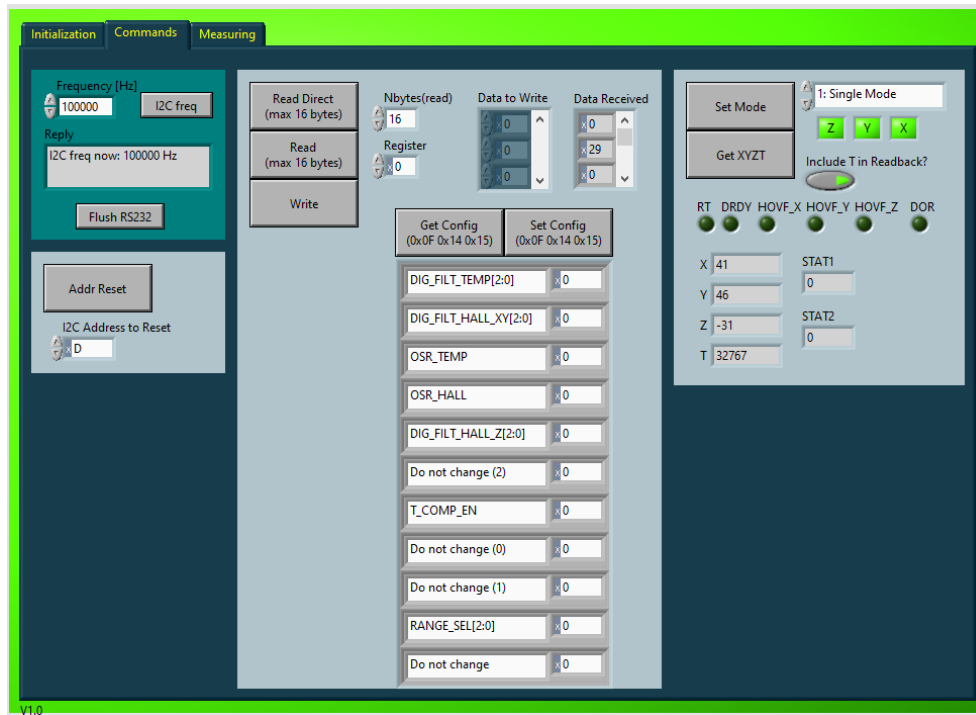 Initialization Commands Measuring
Frequency [Hz]
100000 I2C freq
Reply
I2C freq now: 100000 Hz
Flush RS232
Addr Reset
I2C Address to Reset
x D
Read Direct
(max 16 bytes)
Read
(max 16 bytes)
Write
Nbytes(read)
16
Register
x 0
Data to Write
x 0
x 0
x 0
Data Received
x 0
x 29
x 0
Get Config
(0x0F 0x14 0x15)
Set Config
(0x0F 0x14 0x15)
DIG_FILT_TEMP[2:0] x 0
DIG_FILT_HALL_XY[2:0] x 0
OSR_TEMP x 0
OSR_HALL x 0
DIG_FILT_HALL_Z[2:0] x 0
Do not change (2) x 0
T_COMP_EN x 0
Do not change (0) x 0
Do not change (1) x 0
RANGE_SEL[2:0] x 0
Do not change x 0
Set Mode
Get XYZT
1: Single Mode
Z Y X
Include T in Readback?
RT DRDY HOVF_X HOVF_Y HOVF_Z DOR
X 41
Y 46
Z -31
T 32767
STAT1
0
STAT2
0
V1.0